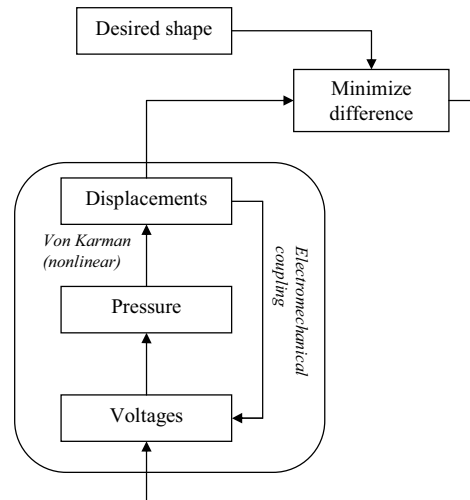 Desired shape
Minimize
difference
Displacements
Von Karman
(nonlinear)
Electromechanical
coupling
Pressure
Voltages